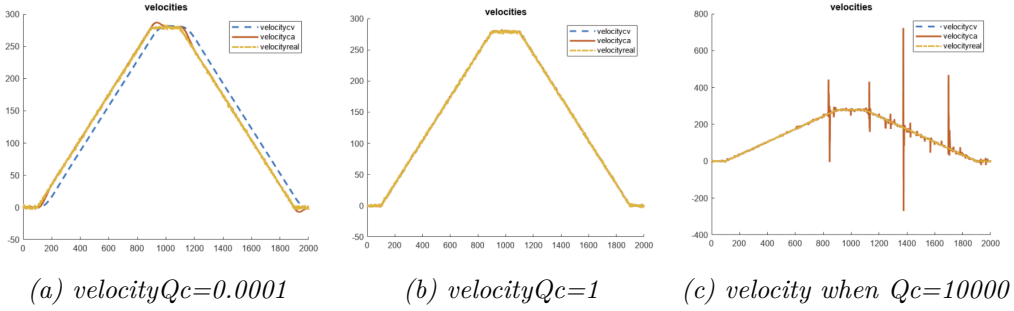 velocities
300
250
200
150
100
50
0
-50
0 200 400 600 800 1000 1200 1400 1600 1800 2000
velocitycv
velocityca
velocityreal
(a) velocityQc=0.0001
velocities
300
250
200
150
100
50
0
-50
0 200 400 600 800 1000 1200 1400 1600 1800 2000
velocitycv
velocityca
velocityreal
(b) velocityQc=1
velocities
800
600
400
200
0
-200
-400
0 200 400 600 800 1000 1200 1400 1600 1800 2000
velocitycv
velocityca
velocityreal
(c) velocity when Qc=10000